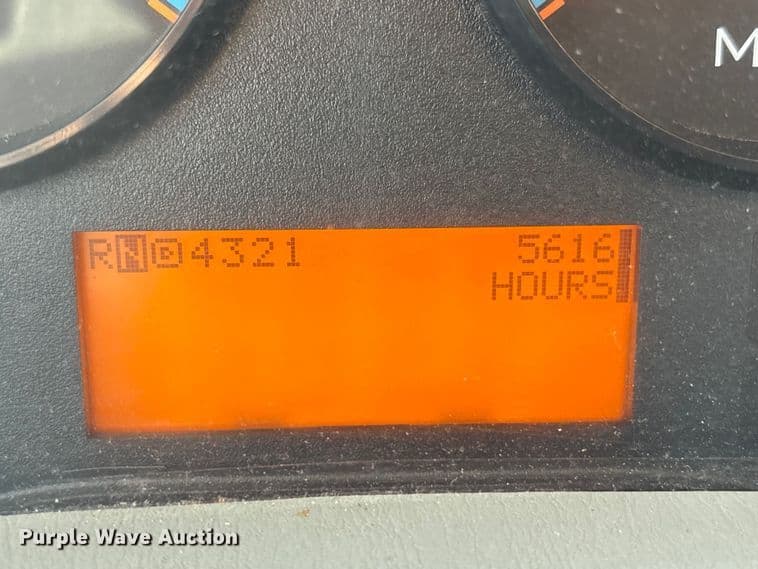 M
RND4321 5616
HOURS
Purple Wave Auction